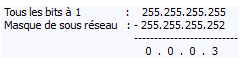 Tous les bits à 1 : 255.255.255.255
Masque de sous réseau : - 255.255.255.252
-----------------------
0 . 0 . 0 . 3